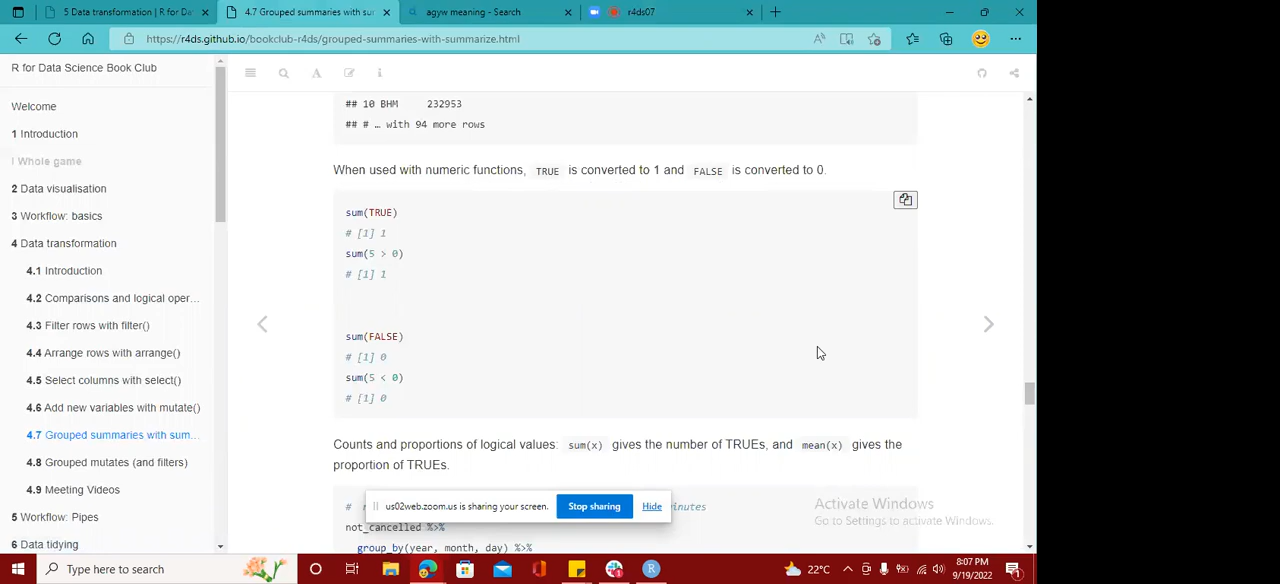 5 Data transformation | R for Dat
4.7 Grouped summaries with sum
agyw meaning - Search
r4ds07
https://r4ds.github.io/bookclub-r4ds/grouped-summaries-with-summarize.html
R for Data Science Book Club
Welcome
1 Introduction
I Whole game
2 Data visualisation
3 Workflow: basics
4 Data transformation
4.1 Introduction
4.2 Comparisons and logical oper...
4.3 Filter rows with filter()
4.4 Arrange rows with arrange()
4.5 Select columns with select()
4.6 Add new variables with mutate()
4.7 Grouped summaries with sum...
4.8 Grouped mutates (and filters)
4.9 Meeting Videos
5 Workflow: Pipes
6 Data tidying
## 10 BHM 232953
## # … with 94 more rows
When used with numeric functions, TRUE is converted to 1 and FALSE is converted to 0.
sum(TRUE)
# [1] 1
sum(5 > 0)
# [1] 1
sum(FALSE)
# [1] 0
sum(5 < 0)
# [1] 0
Counts and proportions of logical values: sum(x) gives the number of TRUEs, and mean(x) gives the
proportion of TRUEs.
us02web.zoom.us is sharing your screen. Stop sharing Hide
not_cancelled %>%
group_by(year, month, day) %>%
Activate Windows
Go to Settings to activate Windows.
Type here to search
22°C
8:07 PM
9/19/2022